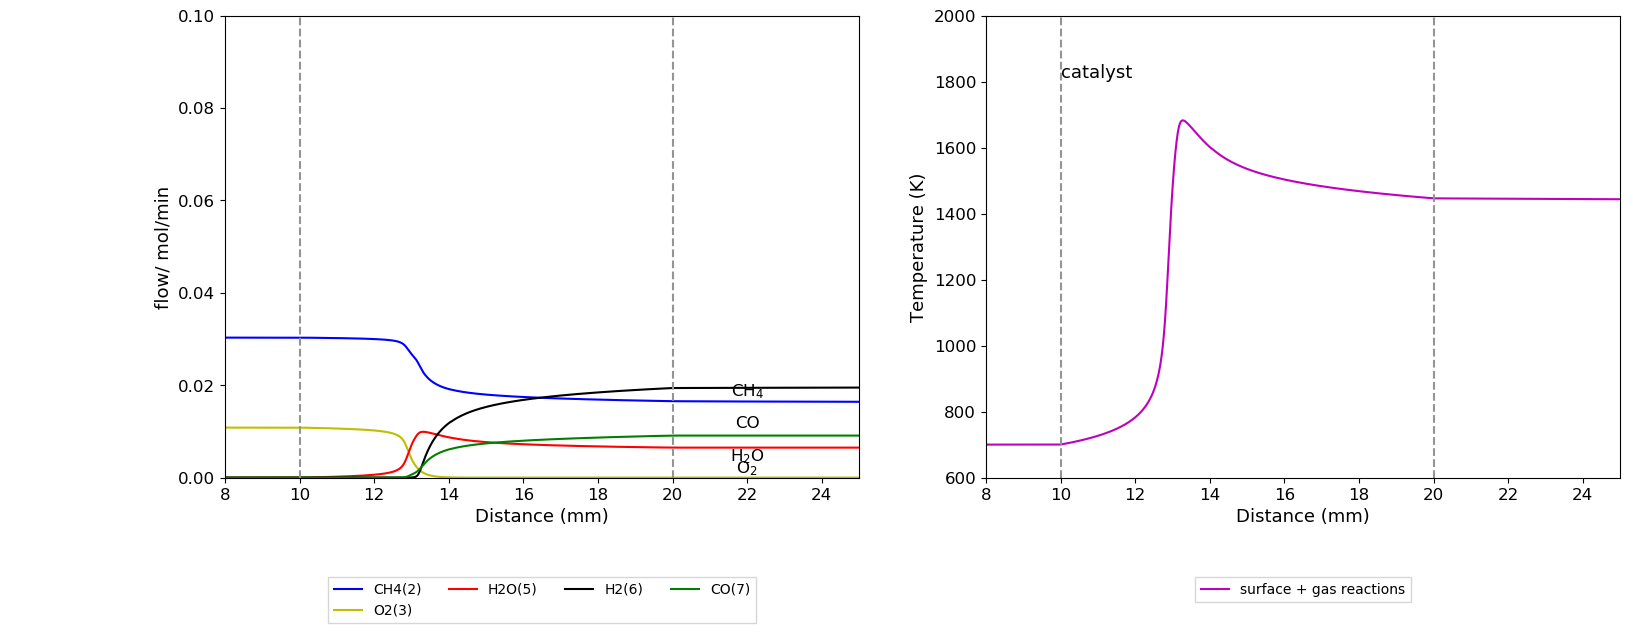 0.10
0.08
0.06
0.04
0.02
0.00
flow/ mol/min
8 10 12 14 16 18 20 22 24
Distance (mm)
CH₄
CO
H₂O
O₂
CH4(2) H2O(5) H2(6) CO(7)
O2(3)
2000
1800
1600
1400
1200
1000
800
600
Temperature (K)
catalyst
8 10 12 14 16 18 20 22 24
Distance (mm)
surface + gas reactions